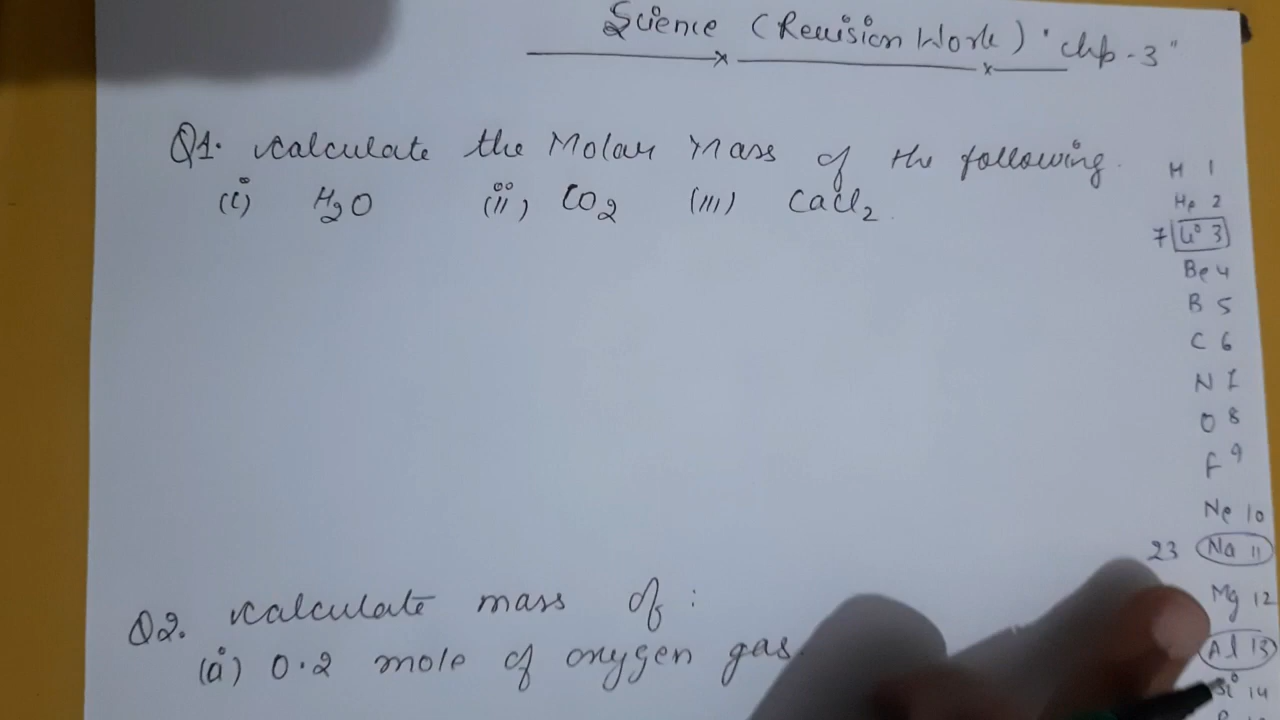 Science (Revision Work) "Chp-3"
Q1. Calculate the Molar Mass of the following.
(i) H2O (ii) CO2 (iii) CaCl2.
Q2. Calculate mass of :
(a) 0.2 mole of oxygen gas.
H 1
He 2
7 Li 3
Be 4
B 5
C 6
N 7
O 8
F 9
Ne 10
23 Na 11
Mg 12
Al 13
Si 14